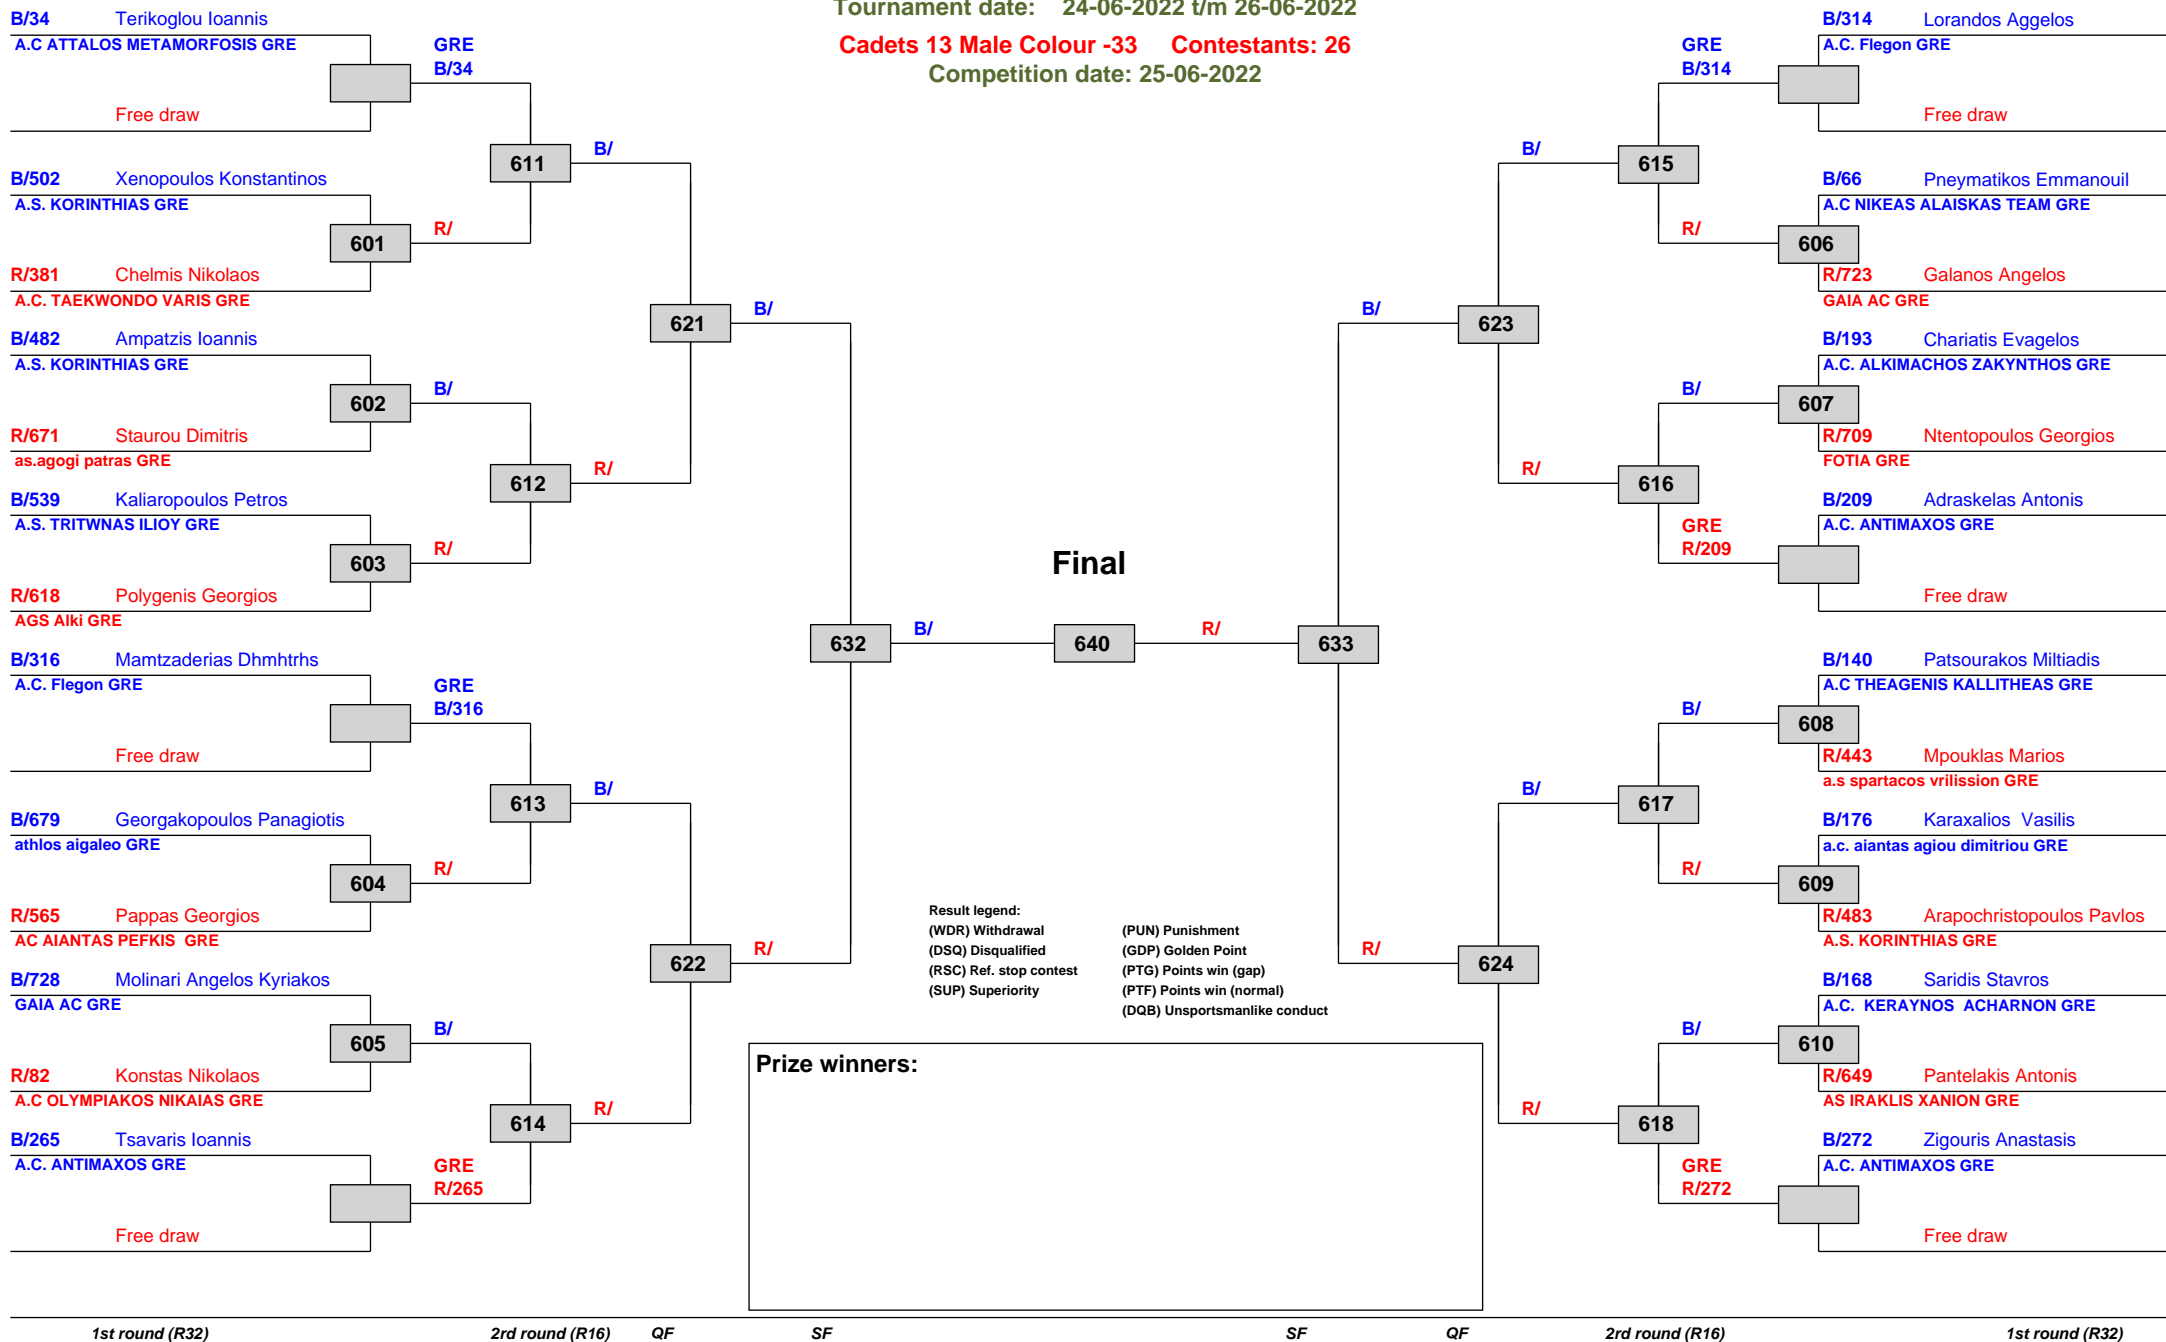 Tournament date: 24-06-2022 t/m 26-06-2022
Cadets 13 Male Colour -33 Contestants: 26
Competition date: 25-06-2022
B/34 Terikoglou Ioannis
A.C ATTALOS METAMORFOSIS GRE
GRE
B/34
Free draw
611
B/
B/502 Xenopoulos Konstantinos
A.S. KORINTHIAS GRE
601
R/
R/381 Chelmis Nikolaos
A.C. TAEKWONDO VARIS GRE
621
B/
B/482 Ampatzis Ioannis
A.S. KORINTHIAS GRE
602
B/
R/671 Staurou Dimitris
as.agogi patras GRE
612
R/
B/539 Kaliaropoulos Petros
A.S. TRITWNAS ILIOY GRE
603
R/
R/618 Polygenis Georgios
AGS Alki GRE
632
B/
B/316 Mamtzaderias Dhmhtrhs
A.C. Flegon GRE
GRE
B/316
Free draw
613
B/
B/679 Georgakopoulos Panagiotis
athlos aigaleo GRE
604
R/
R/565 Pappas Georgios
AC AIANTAS PEFKIS GRE
622
R/
B/728 Molinari Angelos Kyriakos
GAIA AC GRE
605
B/
R/82 Konstas Nikolaos
A.C OLYMPIAKOS NIKAIAS GRE
614
R/
B/265 Tsavaris Ioannis
A.C. ANTIMAXOS GRE
GRE
R/265
Free draw
Final
640
R/
633
B/314 Lorandos Aggelos
A.C. Flegon GRE
GRE
B/314
Free draw
B/
615
B/66 Pneymatikos Emmanouil
A.C NIKEAS ALAISKAS TEAM GRE
R/
606
R/723 Galanos Angelos
GAIA AC GRE
B/
623
B/193 Chariatis Evagelos
A.C. ALKIMACHOS ZAKYNTHOS GRE
B/
607
R/709 Ntentopoulos Georgios
FOTIA GRE
R/
616
B/209 Adraskelas Antonis
A.C. ANTIMAXOS GRE
GRE
R/209
Free draw
B/140 Patsourakos Miltiadis
A.C THEAGENIS KALLITHEAS GRE
B/
608
R/443 Mpouklas Marios
a.s spartacos vrilission GRE
B/
617
B/176 Karaxalios Vasilis
a.c. aiantas agiou dimitriou GRE
R/
609
R/483 Arapochristopoulos Pavlos
A.S. KORINTHIAS GRE
R/
624
B/168 Saridis Stavros
A.C. KERAYNOS ACHARNON GRE
B/
610
R/649 Pantelakis Antonis
AS IRAKLIS XANION GRE
R/
618
B/272 Zigouris Anastasis
A.C. ANTIMAXOS GRE
GRE
R/272
Free draw
Result legend:
(WDR) Withdrawal (PUN) Punishment
(DSQ) Disqualified (GDP) Golden Point
(RSC) Ref. stop contest (PTG) Points win (gap)
(SUP) Superiority (PTF) Points win (normal)
(DQB) Unsportsmanlike conduct
Prize winners:
1st round (R32) 2rd round (R16) QF SF SF QF 2rd round (R16) 1st round (R32)